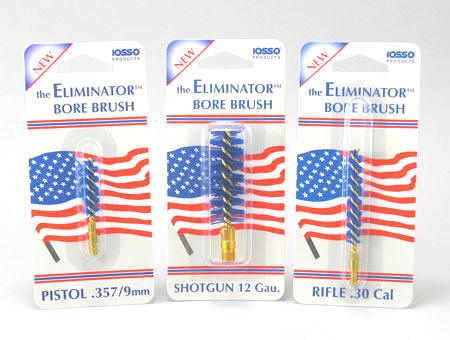 NEW
IOSSO
PRODUCTS
the ELIMINATOR™
BORE BRUSH
PISTOL .357/9mm
NEW
IOSSO
PRODUCTS
the ELIMINATOR™
BORE BRUSH
SHOTGUN 12 Gau.
NEW
IOSSO
PRODUCTS
the ELIMINATOR™
BORE BRUSH
RIFLE .30 Cal